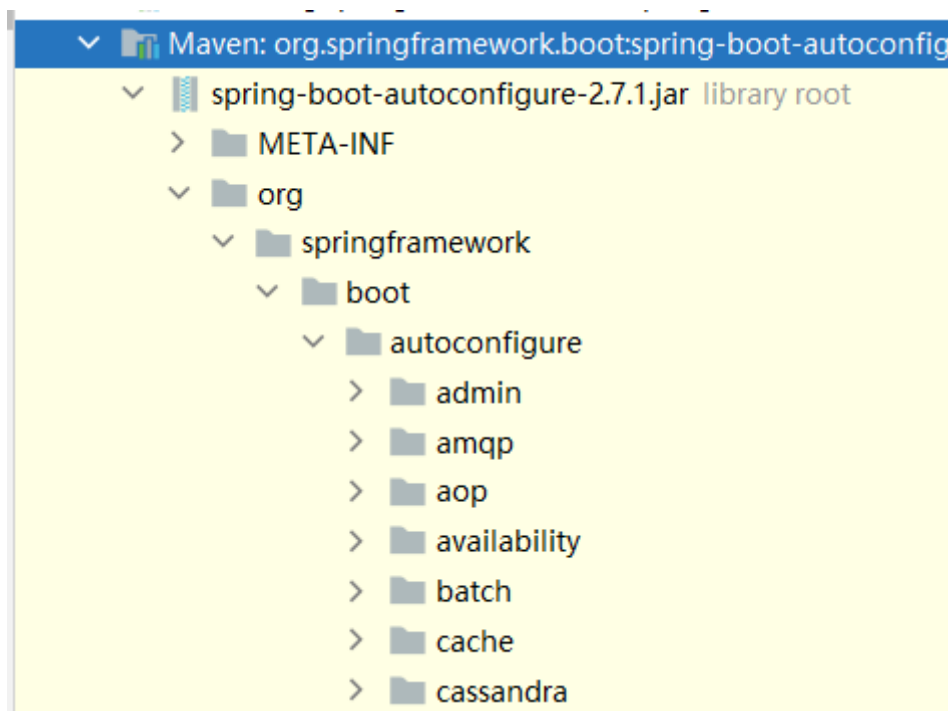 Maven: org.springframework.boot:spring-boot-autoconfig
spring-boot-autoconfigure-2.7.1.jar library root
META-INF
org
springframework
boot
autoconfigure
admin
amqp
aop
availability
batch
cache
cassandra